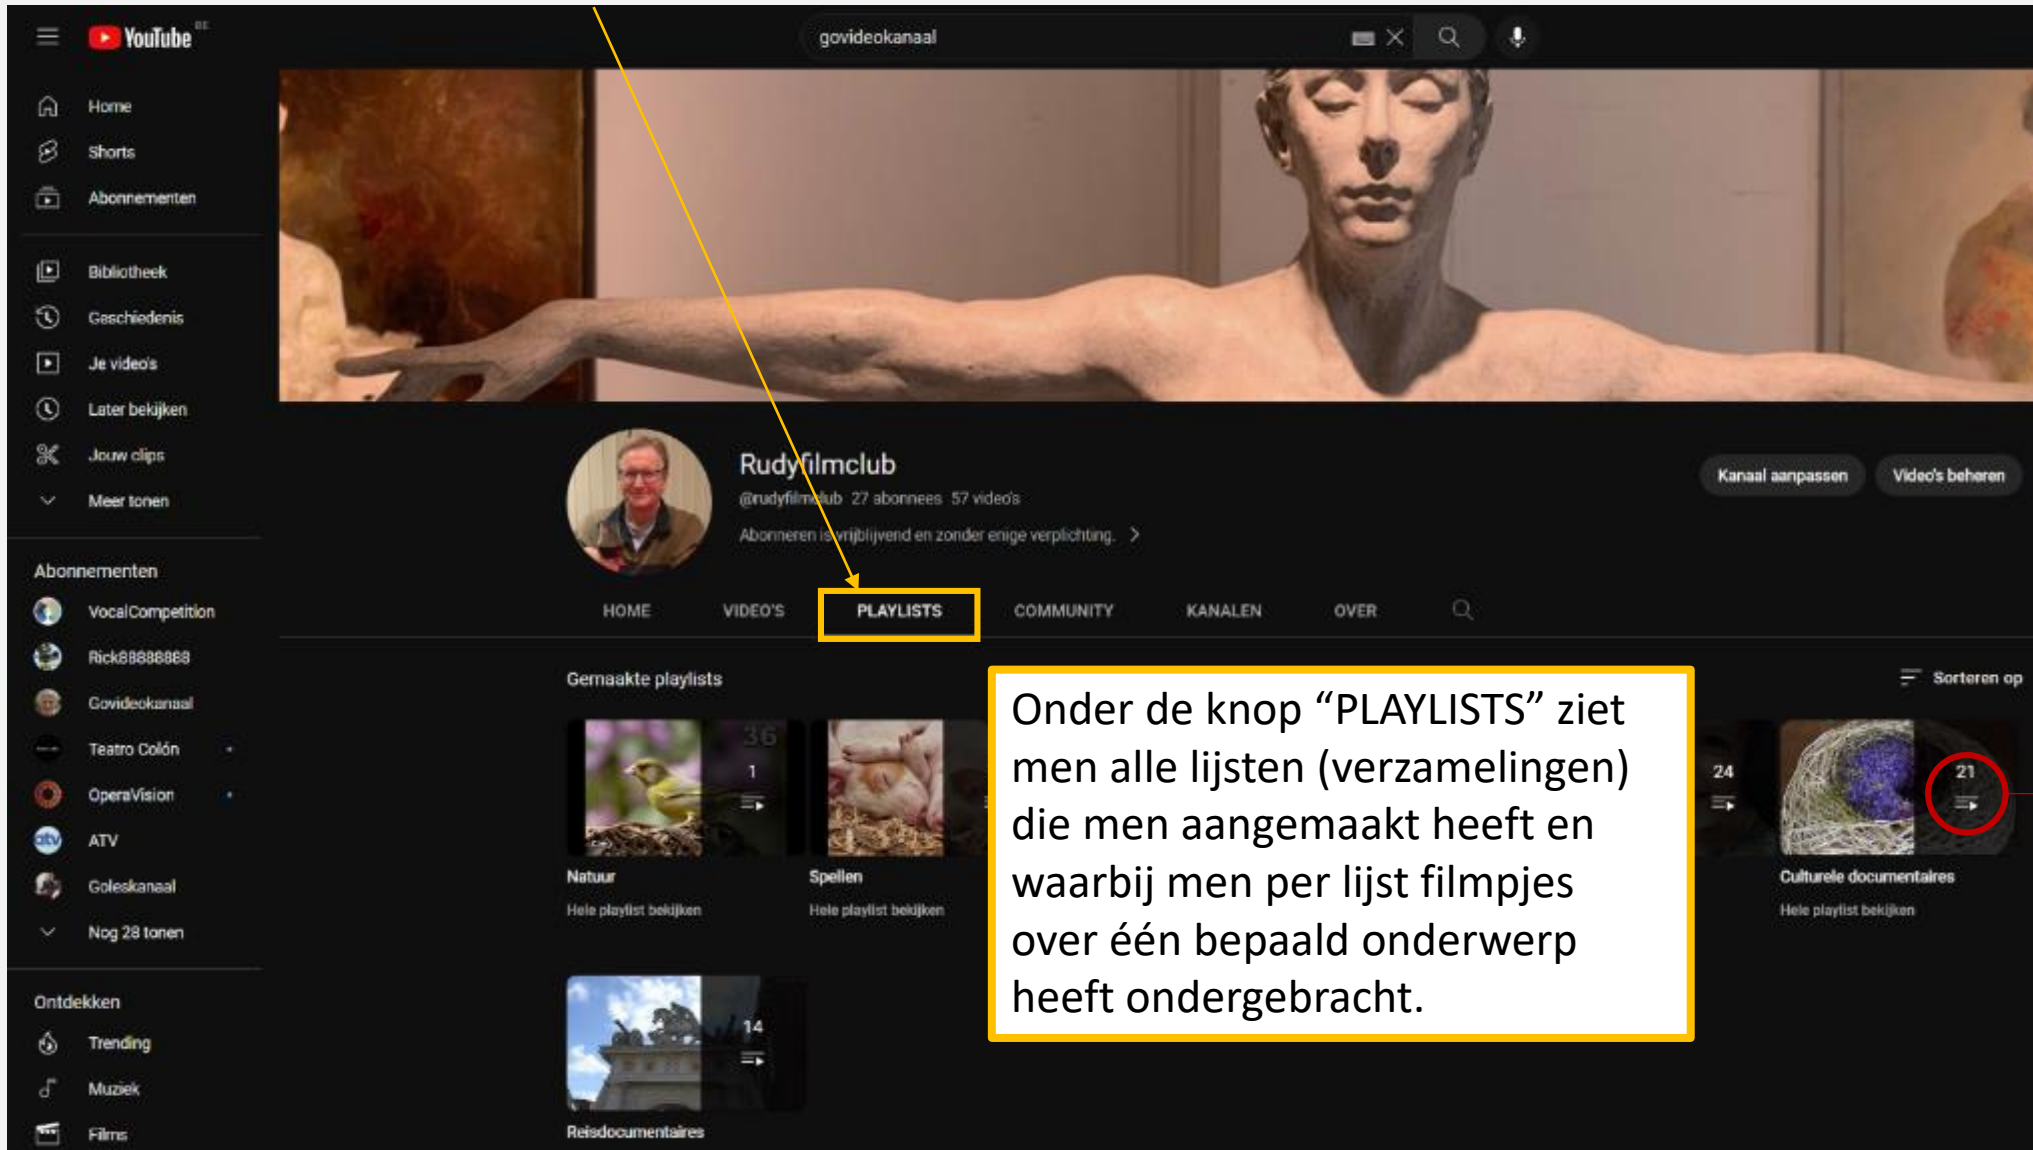 YouTube BE
govideokanaal
Home
Shorts
Abonnementen
Bibliotheek
Geschiedenis
Je video's
Later bekijken
Jouw clips
Meer tonen
Abonnementen
VocalCompetition
Rick88888888
Govideokanaal
Teatro Colón
OperaVision
ATV
Goleskanaal
Nog 28 tonen
Ontdekken
Trending
Muziek
Films
Rudyfilmclub
@rudyfilmclub 27 abonnees 57 video's
Abonneren is vrijblijvend en zonder enige verplichting.
Kanaal aanpassen
Video's beheren
HOME VIDEO'S PLAYLISTS COMMUNITY KANALEN OVER
Gemaakte playlists
Sorteren op
36
1
Natuur
Hele playlist bekijken
Spellen
Hele playlist bekijken
Onder de knop “PLAYLISTS” ziet
men alle lijsten (verzamelingen)
die men aangemaakt heeft en
waarbij men per lijst filmpjes
over één bepaald onderwerp
heeft ondergebracht.
24
21
Culturele documentaires
Hele playlist bekijken
14
Reisdocumentaires